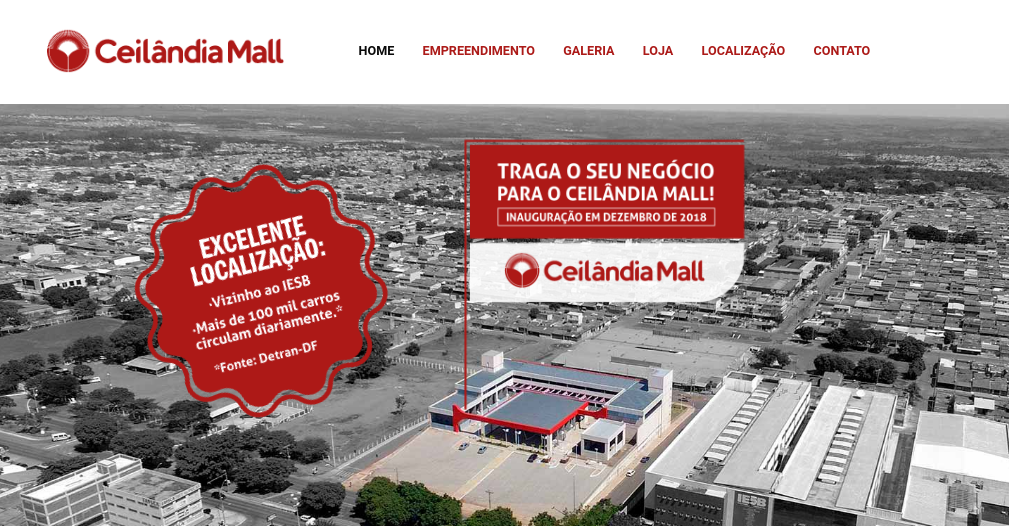 Ceilândia Mall
HOME EMPREENDIMENTO GALERIA LOJA LOCALIZAÇÃO CONTATO
TRAGA O SEU NEGÓCIO
PARA O CEILÂNDIA MALL!
INAUGURAÇÃO EM DEZEMBRO DE 2018
Ceilândia Mall
EXCELENTE
LOCALIZAÇÃO:
•Vizinho ao IESB
•Mais de 100 mil carros
circulam diariamente.*
*Fonte: Detran-DF
IESB